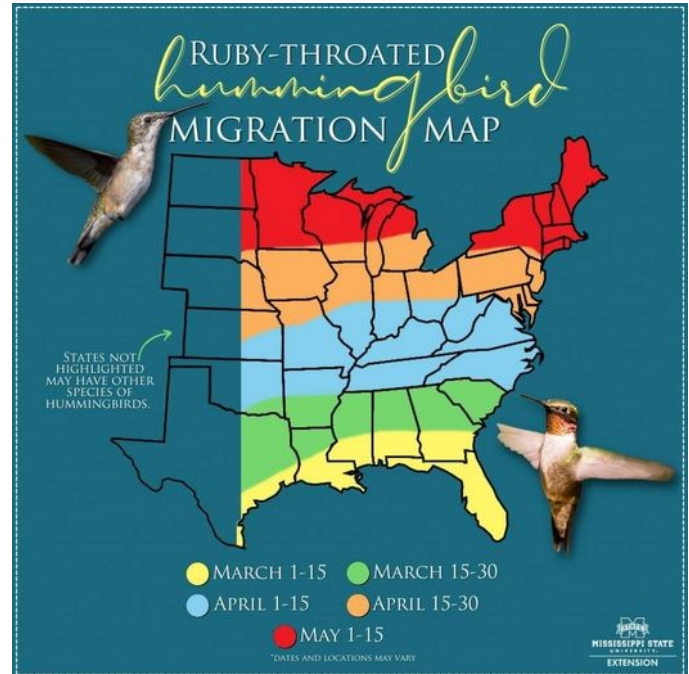 RUBY-THROATED
hummingbird
MIGRATION MAP
STATES NOT
HIGHLIGHTED
MAY HAVE OTHER
SPECIES OF
HUMMINGBIRDS.
MARCH 1-15
MARCH 15-30
APRIL 1-15
APRIL 15-30
MAY 1-15
*DATES AND LOCATIONS MAY VARY
STATE
MISSISSIPPI STATE
UNIVERSITY.
EXTENSION